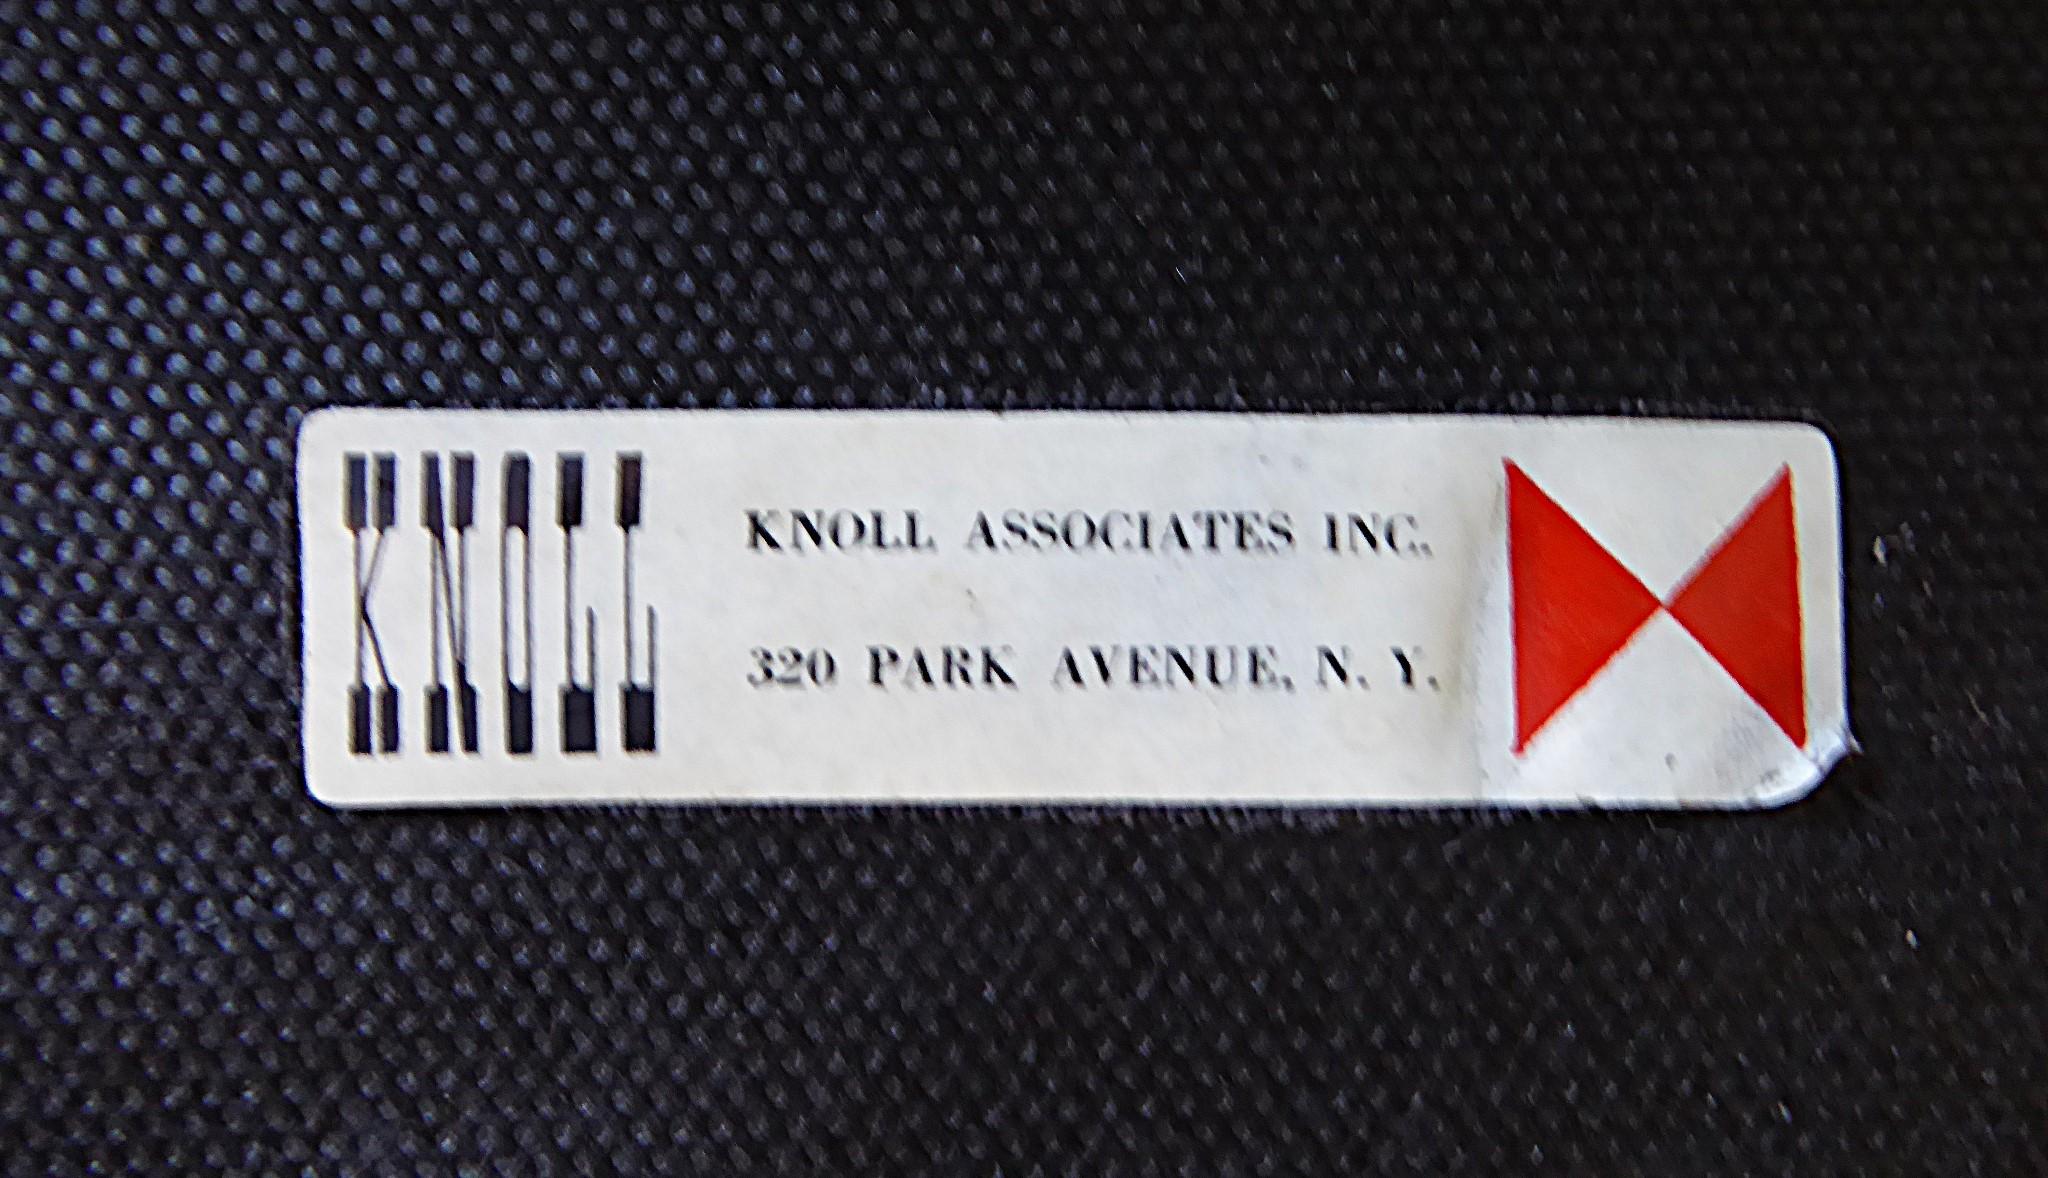 KNOLL
KNOLL ASSOCIATES INC.
320 PARK AVENUE, N. Y.